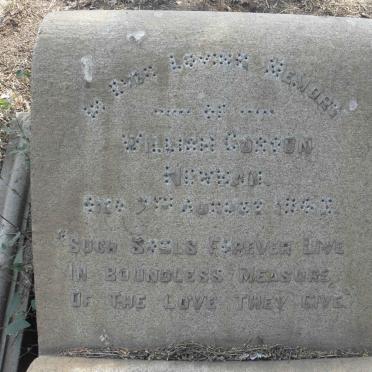 In Ever Loving Memory
OF
William
Died August
"Such Souls Forever Live
In Boundless Measure
Of The Love They Give."